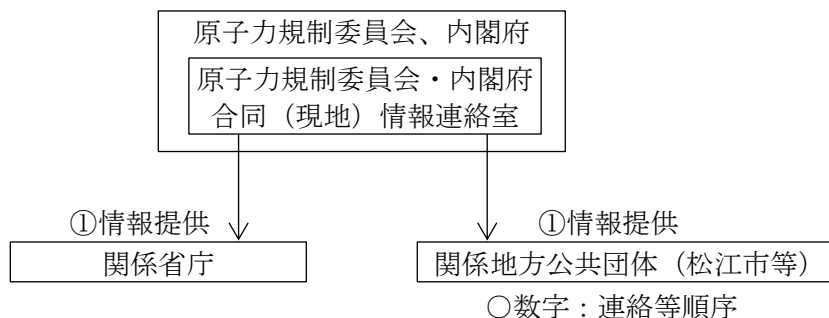 原子力規制委員会、内閣府
原子力規制委員会・内閣府
合同（現地）情報連絡室
①情報提供
①情報提供
関係省庁
関係地方公共団体（松江市等）
○数字：連絡等順序